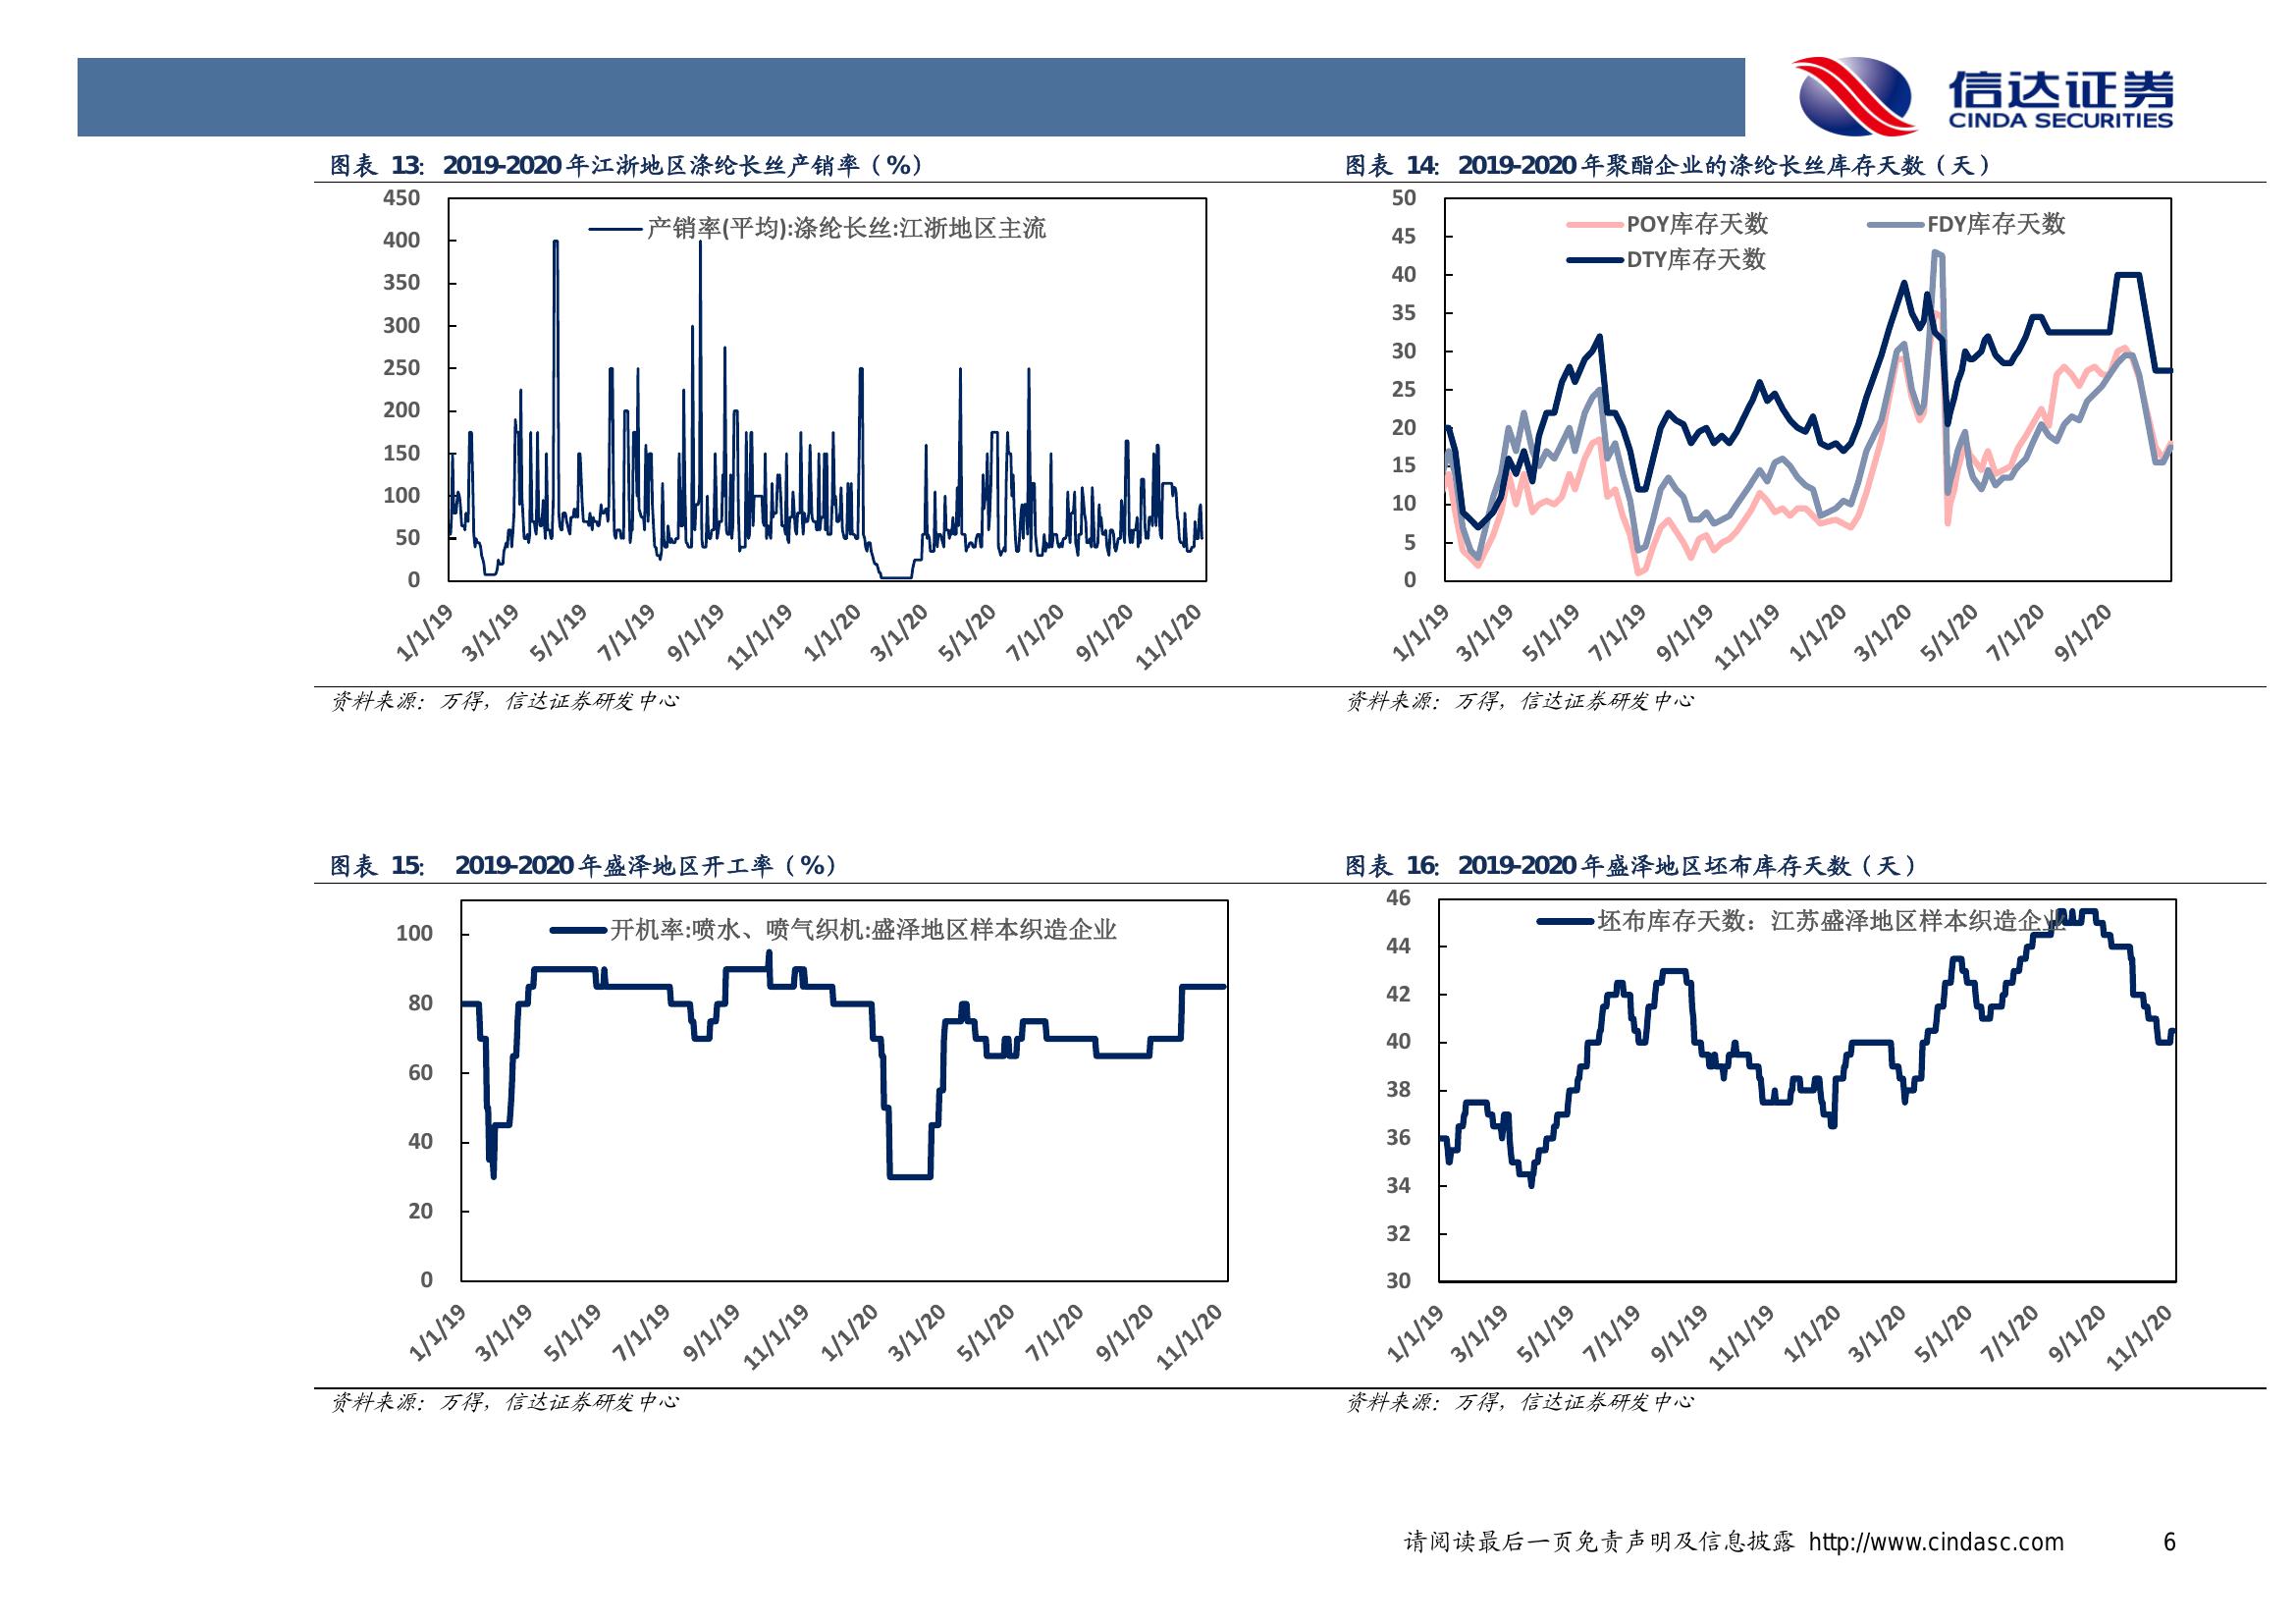 信达证券
CINDA SECURITIES
图表 13: 2019-2020年江浙地区涤纶长丝产销率（%）
450
400
350
300
250
200
150
100
50
0
产销率(平均):涤纶长丝:江浙地区主流
1/1/19 3/1/19 5/1/19 7/1/19 9/1/19 11/1/19 1/1/20 3/1/20 5/1/20 7/1/20 9/1/20 11/1/20
资料来源：万得，信达证券研发中心
图表 14: 2019-2020年聚酯企业的涤纶长丝库存天数（天）
50
45
40
35
30
25
20
15
10
5
0
POY库存天数 FDY库存天数
DTY库存天数
1/1/19 3/1/19 5/1/19 7/1/19 9/1/19 11/1/19 1/1/20 3/1/20 5/1/20 7/1/20 9/1/20
资料来源：万得，信达证券研发中心
图表 15: 2019-2020年盛泽地区开工率（%）
100
80
60
40
20
0
开机率:喷水、喷气织机:盛泽地区样本织造企业
1/1/19 3/1/19 5/1/19 7/1/19 9/1/19 11/1/19 1/1/20 3/1/20 5/1/20 7/1/20 9/1/20 11/1/20
资料来源：万得，信达证券研发中心
图表 16: 2019-2020年盛泽地区坯布库存天数（天）
46
44
42
40
38
36
34
32
30
坯布库存天数：江苏盛泽地区样本织造企业
1/1/19 3/1/19 5/1/19 7/1/19 9/1/19 11/1/19 1/1/20 3/1/20 5/1/20 7/1/20 9/1/20 11/1/20
资料来源：万得，信达证券研发中心
请阅读最后一页免责声明及信息披露 http://www.cindasc.com 6